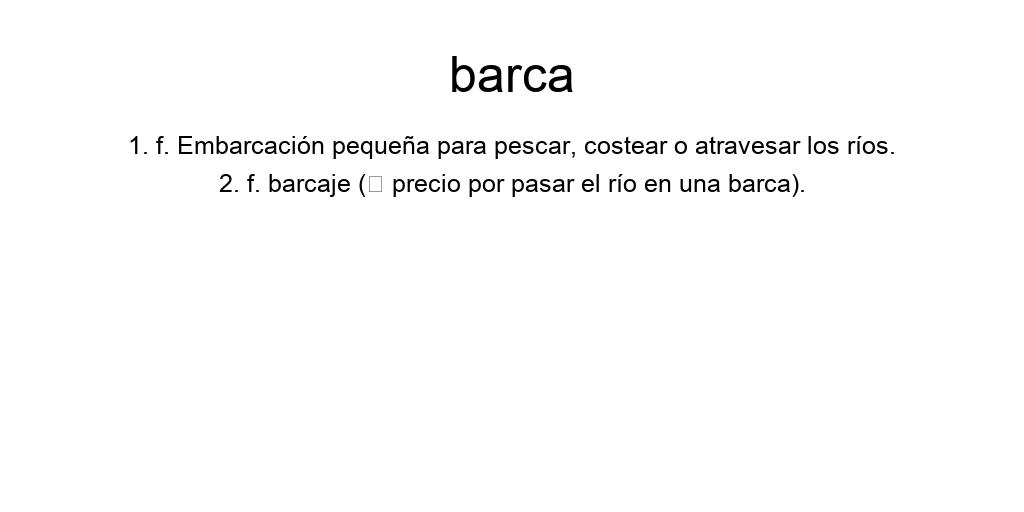 barca
1. f. Embarcación pequeña para pescar, costear o atravesar los ríos.
2. f. barcaje (□ precio por pasar el río en una barca).